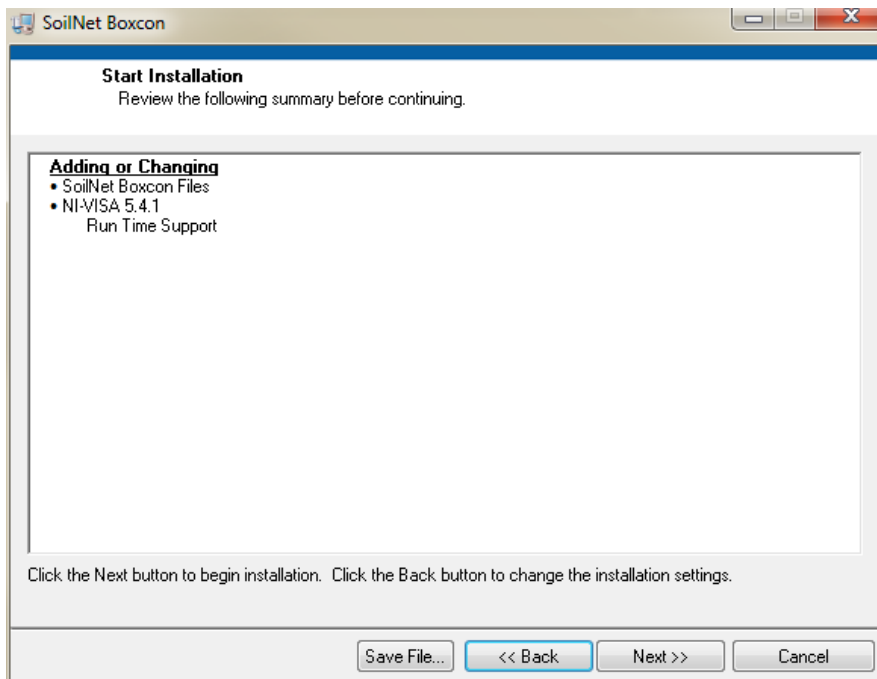 SoilNet Boxcon
Start Installation
Review the following summary before continuing.
Adding or Changing
• SoilNet Boxcon Files
• NI-VISA 5.4.1
Run Time Support
Click the Next button to begin installation.  Click the Back button to change the installation settings.
Save File... << Back Next >> Cancel